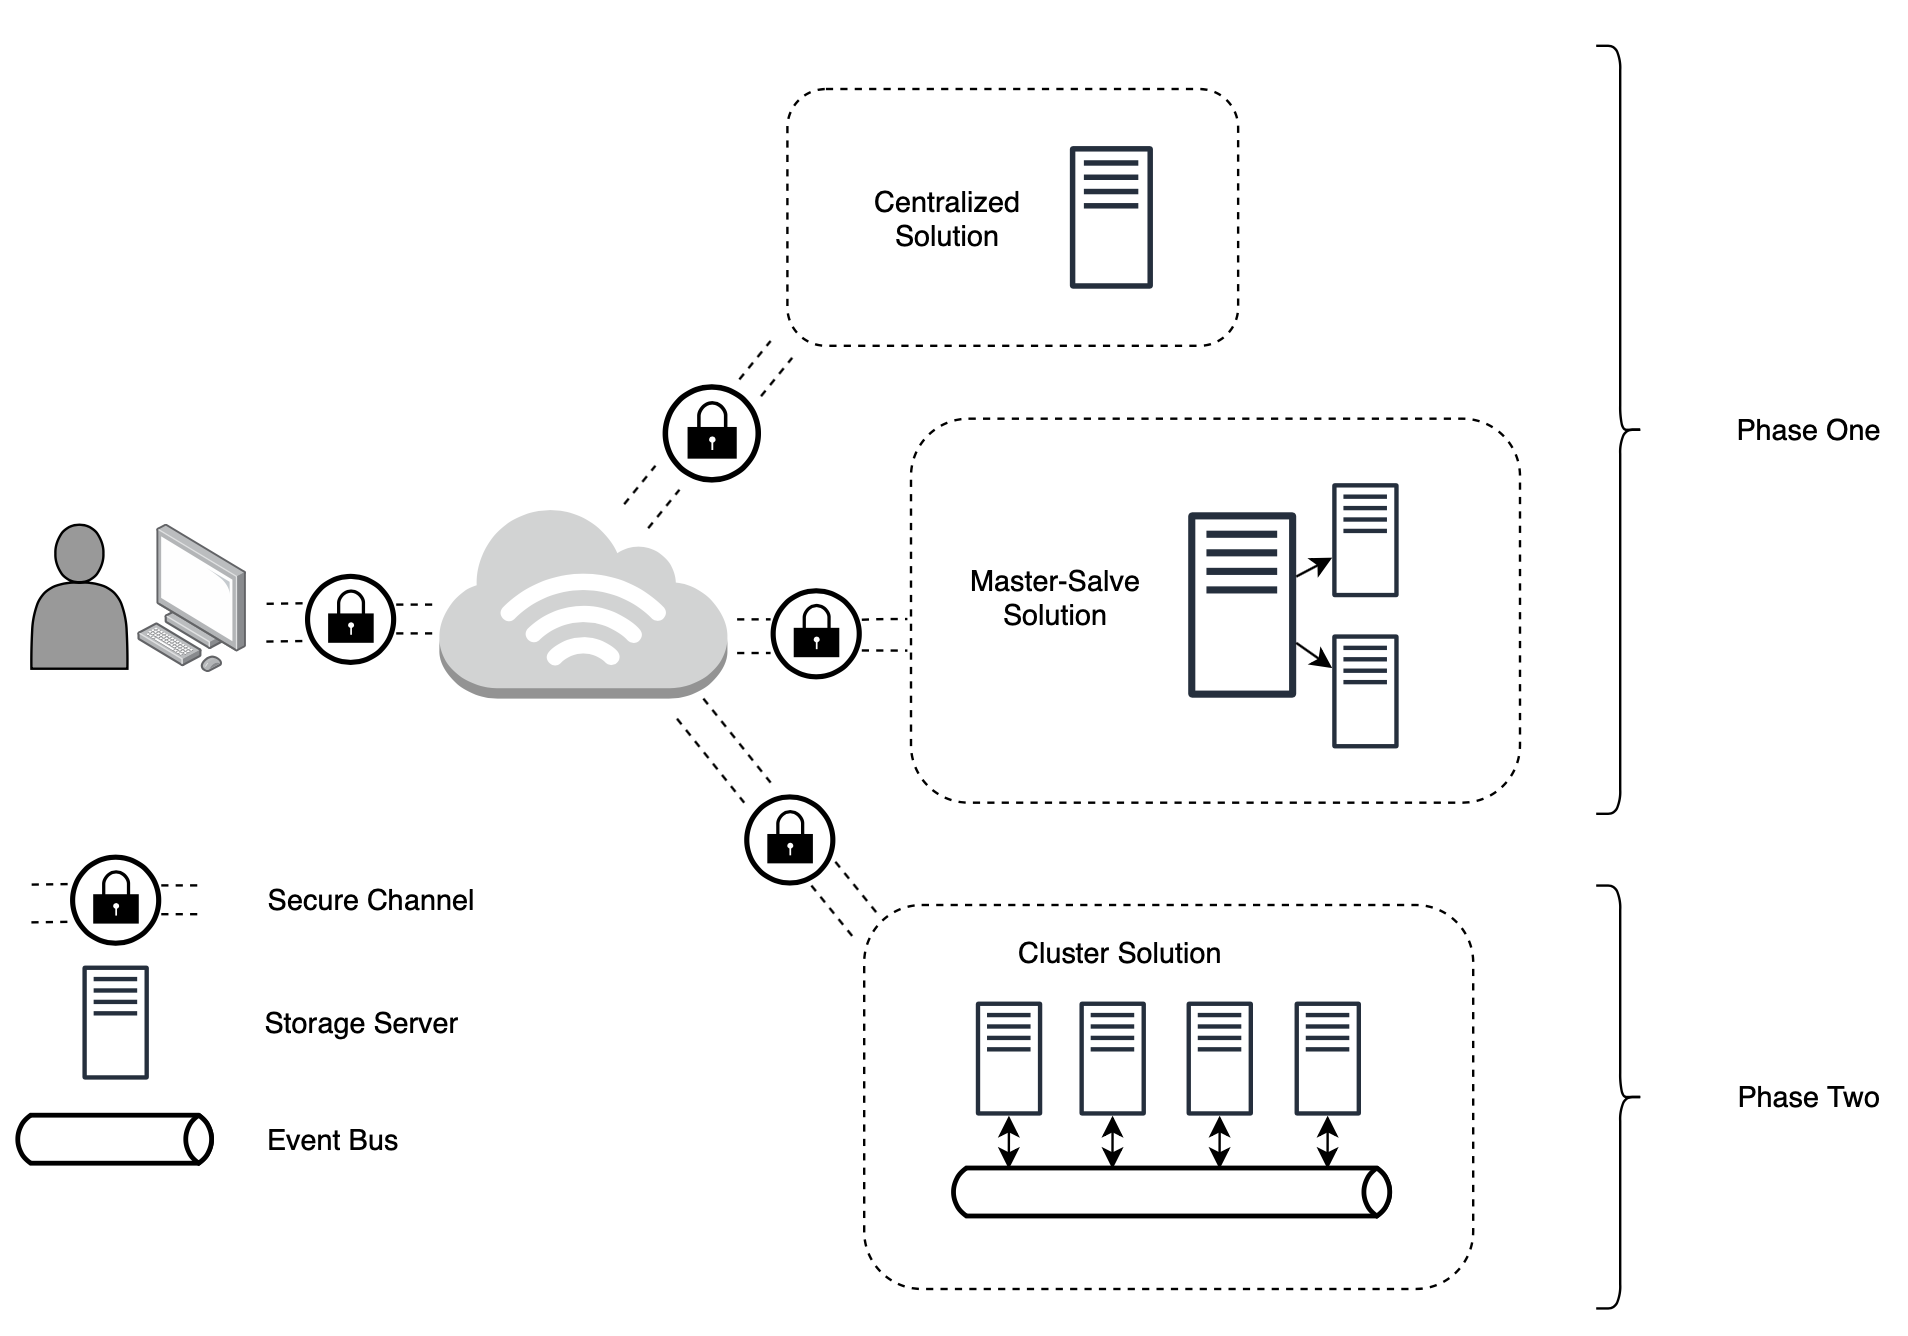 Centralized
Solution
Phase One
Master-Salve
Solution
Secure Channel
Cluster Solution
Storage Server
Phase Two
Event Bus